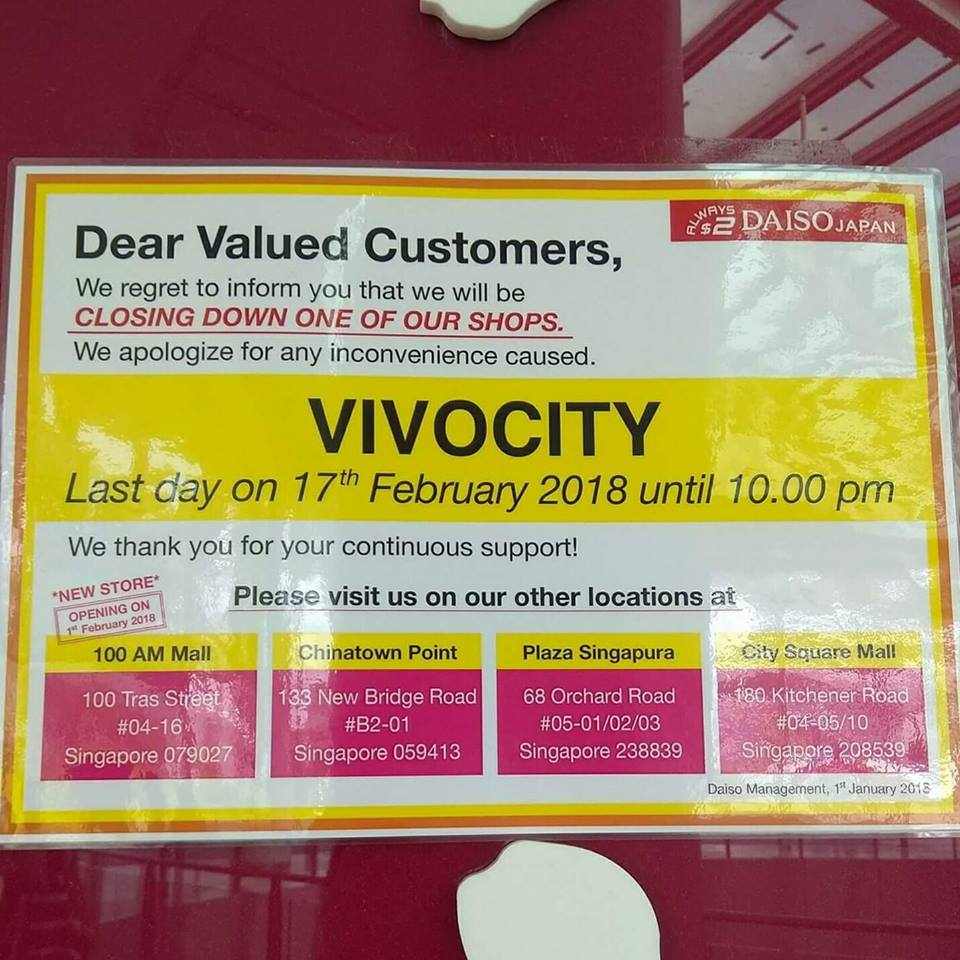 ALWAYS $2 DAISO JAPAN
Dear Valued Customers,
We regret to inform you that we will be
CLOSING DOWN ONE OF OUR SHOPS.
We apologize for any inconvenience caused.
VIVOCITY
Last day on 17th February 2018 until 10.00 pm
We thank you for your continuous support!
*NEW STORE*
OPENING ON
1st February 2018
Please visit us on our other locations at
100 AM Mall
100 Tras Street
#04-16
Singapore 079027
Chinatown Point
133 New Bridge Road
#B2-01
Singapore 059413
Plaza Singapura
68 Orchard Road
#05-01/02/03
Singapore 238839
City Square Mall
180 Kitchener Road
#04-05/10
Singapore 208539
Daiso Management, 1st January 2018